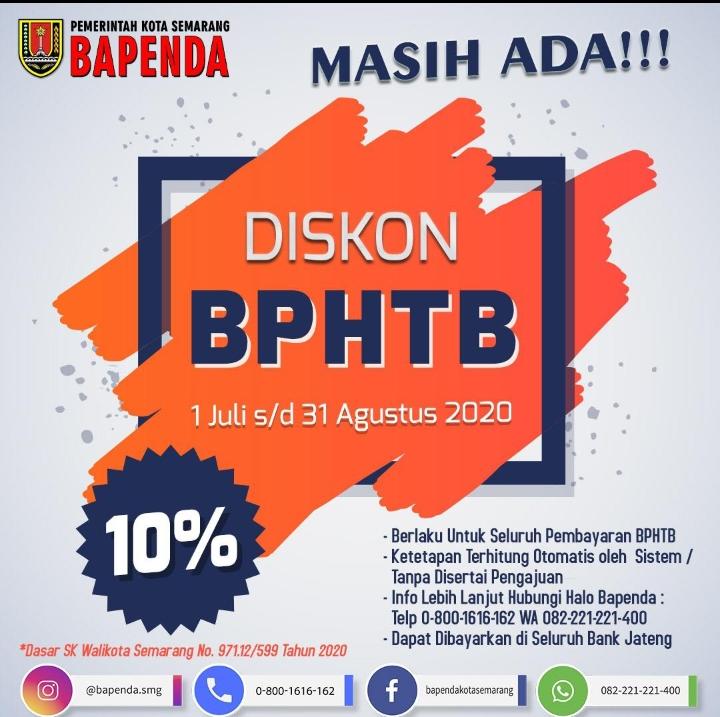 PEMERINTAH KOTA SEMARANG
BAPENDA
MASIH ADA!!!
DISKON
BPHTB
1 Juli s/d 31 Agustus 2020
10%
- Berlaku Untuk Seluruh Pembayaran BPHTB
- Ketetapan Terhitung Otomatis oleh Sistem /
Tanpa Disertai Pengajuan
- Info Lebih Lanjut Hubungi Halo Bapenda :
Telp 0-800-1616-162 WA 082-221-221-400
- Dapat Dibayarkan di Seluruh Bank Jateng
*Dasar SK Walikota Semarang No. 971.12/599 Tahun 2020
@bapenda.smg
0-800-1616-162
bapendakotasemarang
082-221-221-400